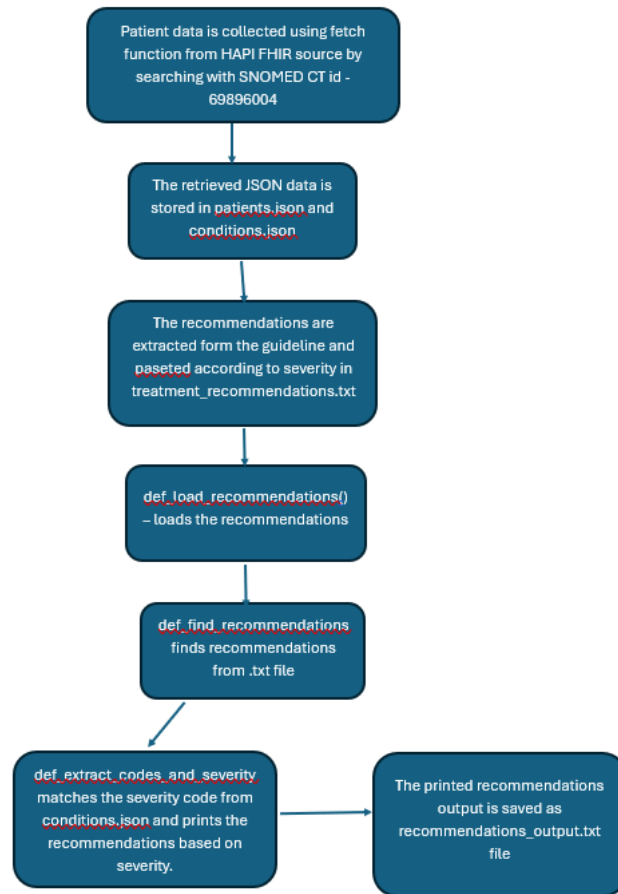 Patient data is collected using fetch
function from HAPI FHIR source by
searching with SNOMED CT id -
69896004
The retrieved JSON data is
stored in patients.json and
conditions.json
The recommendations are
extracted form the guideline and
paseted according to severity in
treatment_recommendations.txt
def_load_recommendations()
– loads the recommendations
def_find_recommendations
finds recommendations
from .txt file
def_extract_codes_and_severity
matches the severity code from
conditions.json and prints the
recommendations based on
severity.
The printed recommendations
output is saved as
recommendations_output.txt
file